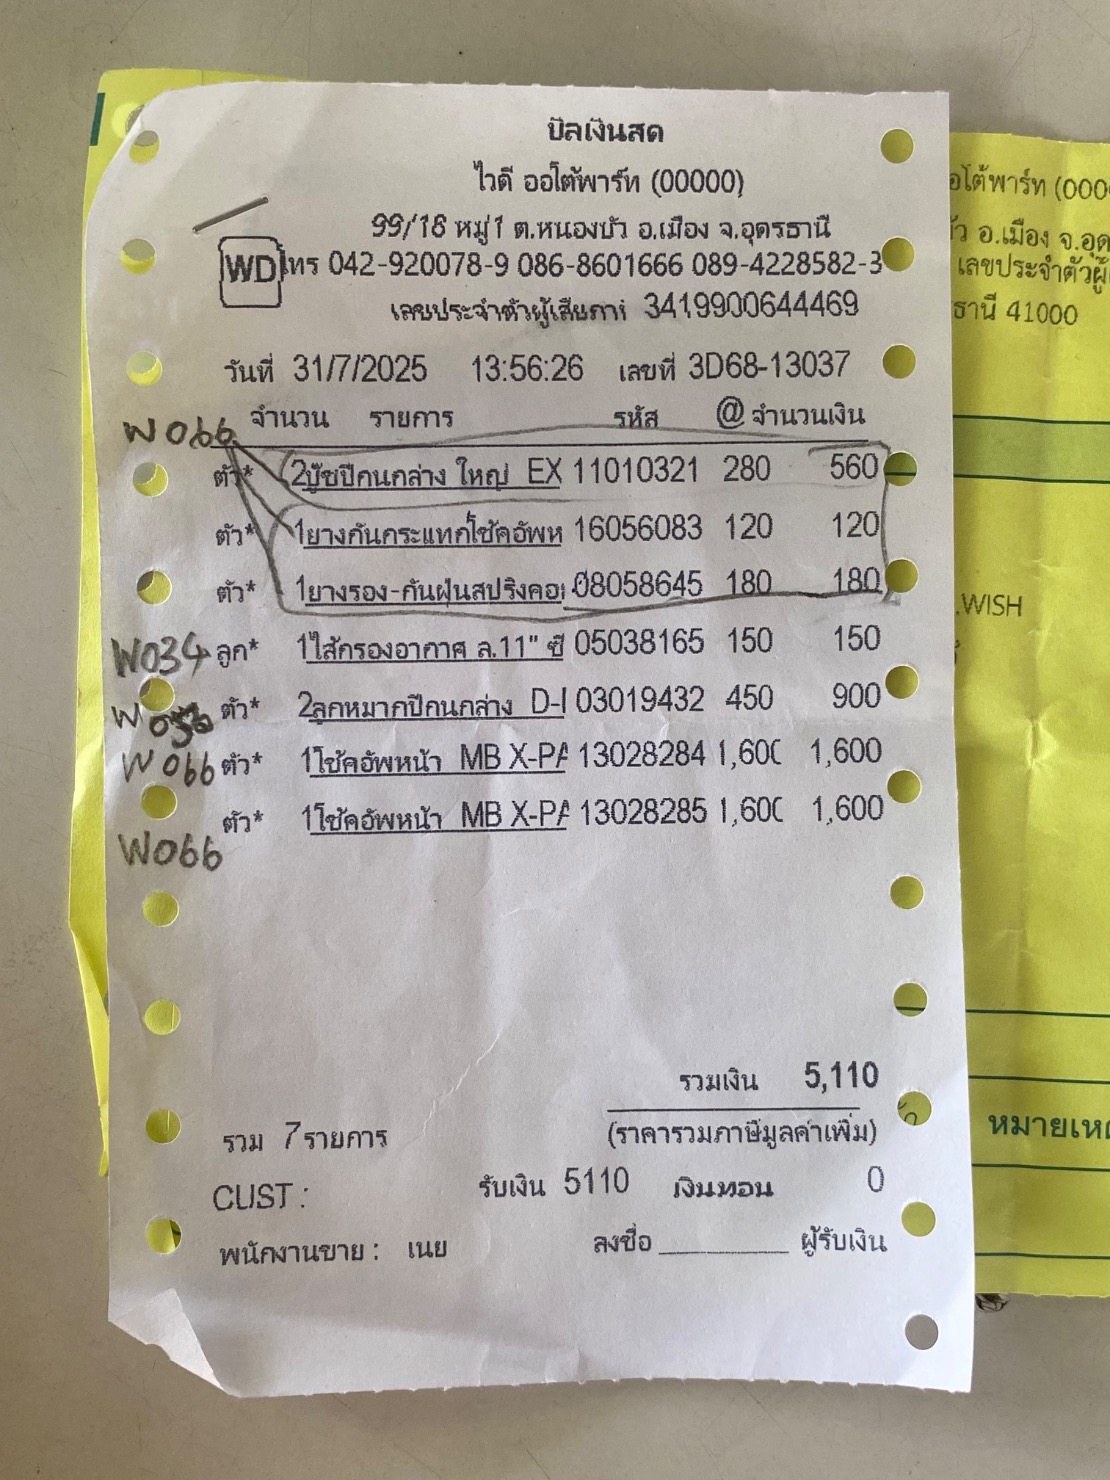 บิลเงินสด
ไวดี ออโต้พาร์ท (00000)
99/18 หมู่1 ต.หนองบัว อ.เมือง จ.อุดรธานี
WD โทร 042-920078-9 086-8601666 089-4228582-3
เลขประจำตัวผู้เสียภาษี 3419900644469
วันที่ 31/7/2025 13:56:26 เลขที่ 3D68-13037
จำนวน รายการ รหัส @ จำนวนเงิน
W066
ตัว* 2บู๊ชปีกนกล่าง ใหญ่ EX 11010321 280 560
ตัว* 1ยางกันกระแทกโช้คอัพห 16056083 120 120
ตัว* 1ยางรอง-กันฝุ่นสปริงคอ 08058645 180 180
W034 ลูก* 1ไส้กรองอากาศ ล.11" ซี 05038165 150 150
ตัว* 2ลูกหมากปีกนกล่าง D-I 03019432 450 900
W066 ตัว* 1โช้คอัพหน้า MB X-PA 13028284 1,600 1,600
ตัว* 1โช้คอัพหน้า MB X-PA 13028285 1,600 1,600
W066
รวมเงิน 5,110
รวม 7รายการ (ราคารวมภาษีมูลค่าเพิ่ม)
CUST : รับเงิน 5110 เงินทอน 0
พนักงานขาย : เนย ลงชื่อ ผู้รับเงิน
อโต้พาร์ท (000
ัว อ.เมือง จ.อุด
เลขประจำตัวผู้
ธานี 41000
.WISH
หมายเห